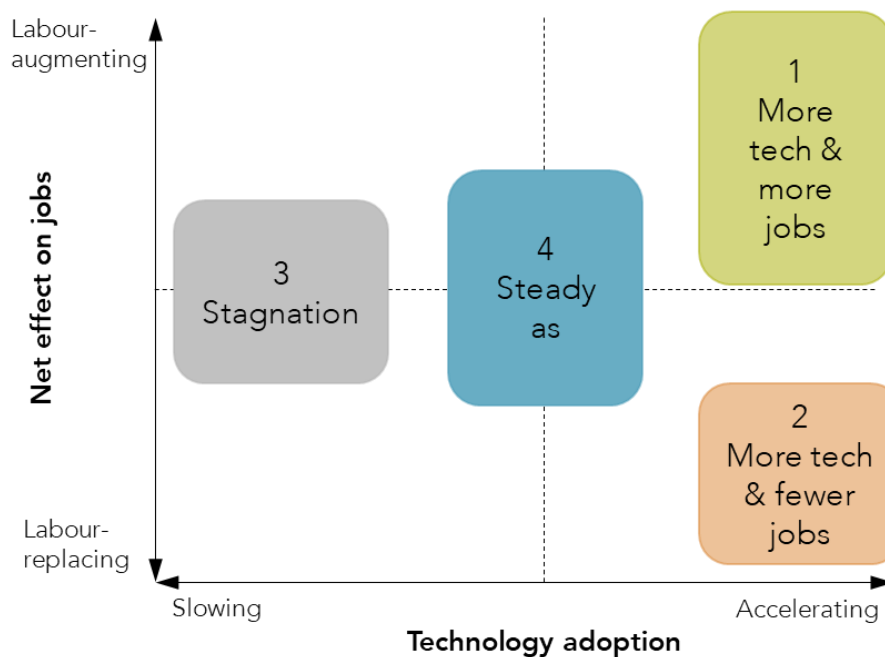 Labour-
augmenting
Net effect on jobs
1
More
tech &
more
jobs
3
Stagnation
4
Steady
as
2
More tech
& fewer
jobs
Labour-
replacing
Slowing
Accelerating
Technology adoption